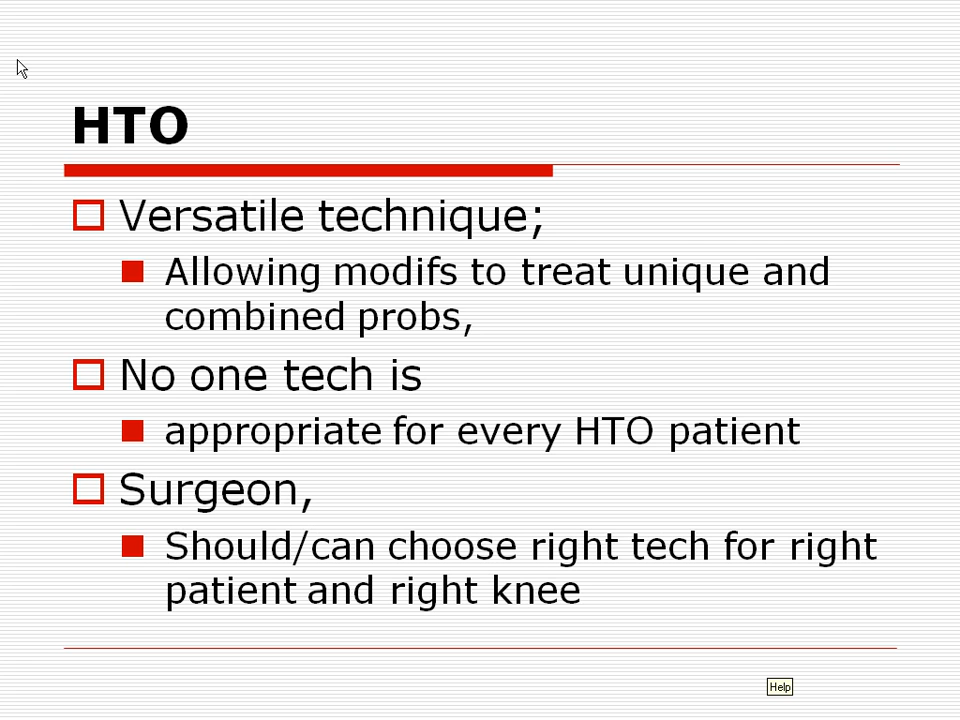 HTO
Versatile technique;
Allowing modifs to treat unique and
combined probs,
No one tech is
appropriate for every HTO patient
Surgeon,
Should/can choose right tech for right
patient and right knee
Help